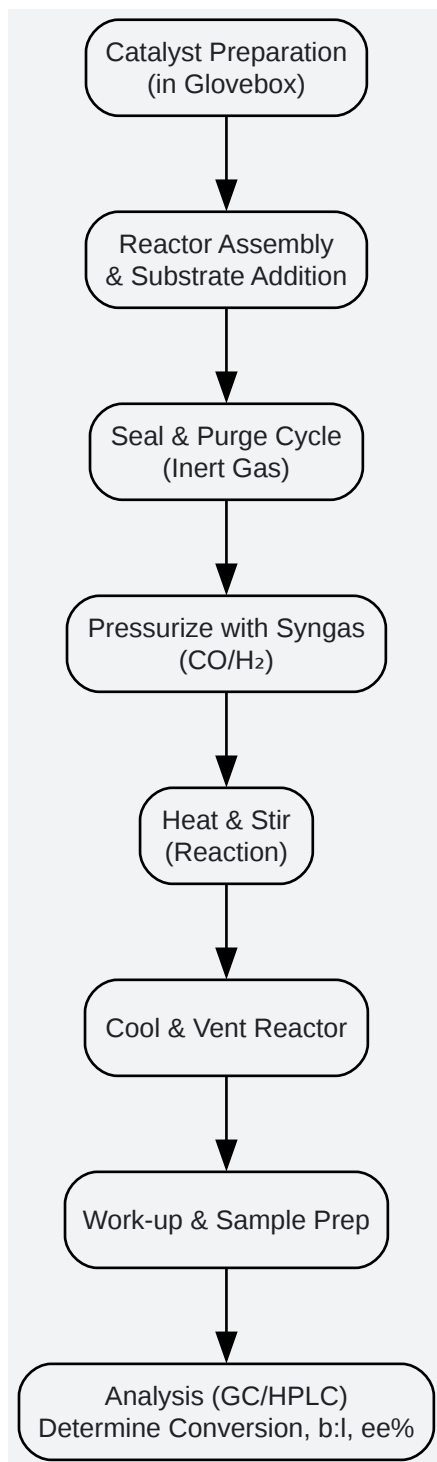 Catalyst Preparation
(in Glovebox)
Reactor Assembly
& Substrate Addition
Seal & Purge Cycle
(Inert Gas)
Pressurize with Syngas
(CO/H₂)
Heat & Stir
(Reaction)
Cool & Vent Reactor
Work-up & Sample Prep
Analysis (GC/HPLC)
Determine Conversion, b:l, ee%